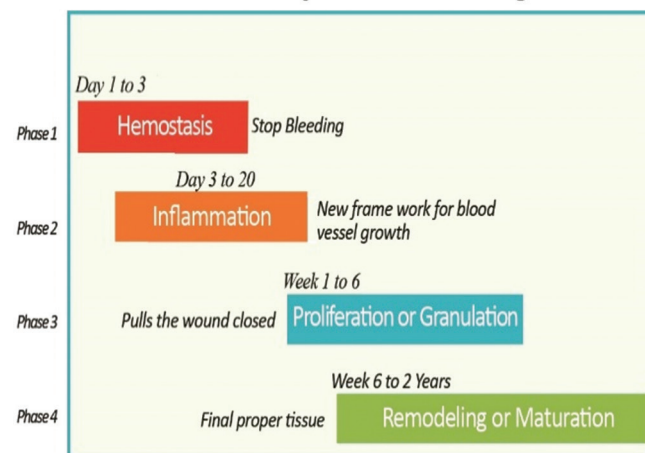 Day 1 to 3
Phase 1
Hemostasis
Stop Bleeding
Day 3 to 20
Phase 2
Inflammation
New frame work for blood
vessel growth
Week 1 to 6
Phase 3
Pulls the wound closed
Proliferation or Granulation
Week 6 to 2 Years
Phase 4
Final proper tissue
Remodeling or Maturation